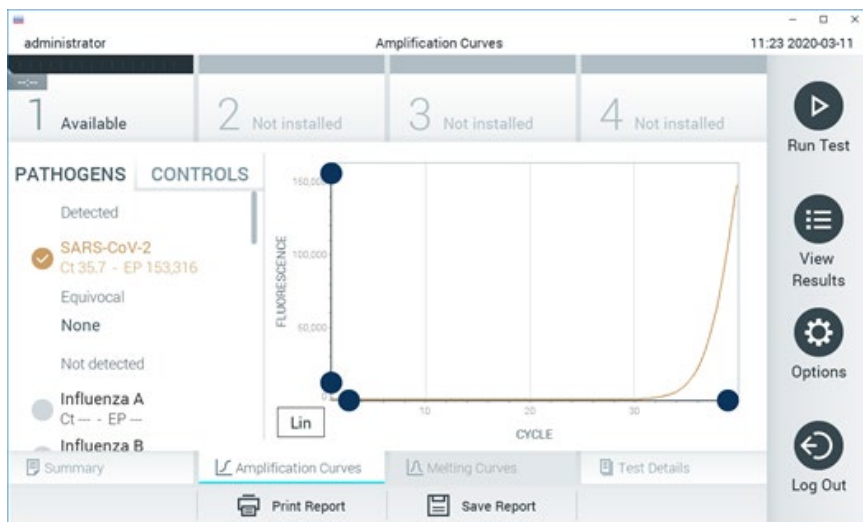 administrator
Amplification Curves
11:23 2020-03-11
--:--
1 Available
2 Not installed
3 Not installed
4 Not installed
Run Test
View
Results
Options
Log Out
PATHOGENS
CONTROLS
Detected
SARS-CoV-2
Ct 35.7 - EP 153,316
Equivocal
None
Not detected
Influenza A
Ct --- - EP ---
Influenza B
FLUORESCENCE
150,000
100,000
50,000
0
10
20
30
CYCLE
Lin
Summary
Amplification Curves
Melting Curves
Test Details
Print Report
Save Report